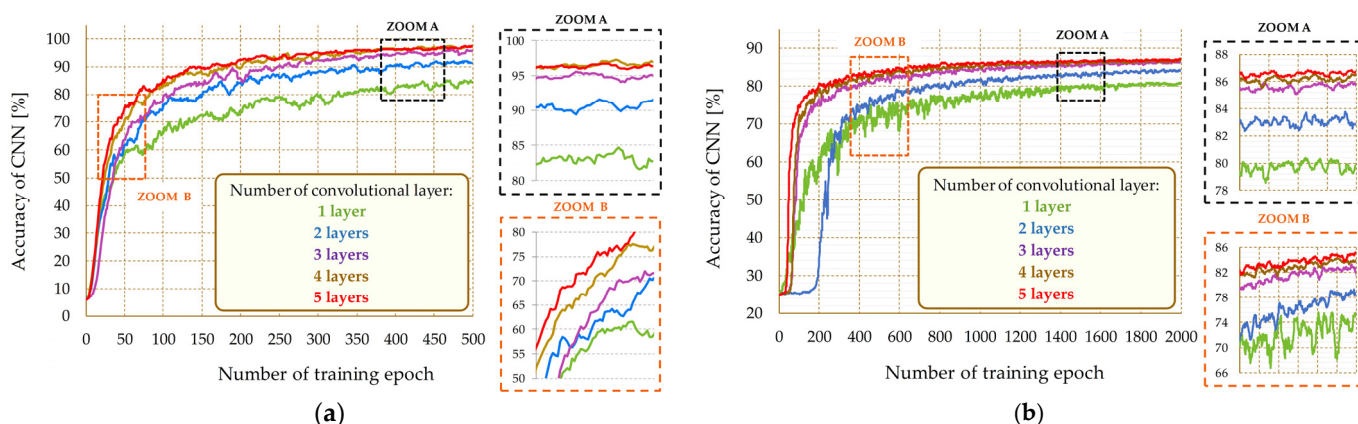 ZOOM A
100
90
80
70
60
50
40
30
20
10
0
Accuracy of CNN [%]
ZOOM B
Number of convolutional layer:
1 layer
2 layers
3 layers
4 layers
5 layers
0 50 100 150 200 250 300 350 400 450 500
Number of training epoch
(a)
ZOOM A
100
95
90
85
80
ZOOM B
80
75
70
65
60
55
50
ZOOM B
ZOOM A
90
80
70
60
50
40
30
20
Accuracy of CNN [%]
Number of convolutional layer:
1 layer
2 layers
3 layers
4 layers
5 layers
0 200 400 600 800 1000 1200 1400 1600 1800 2000
Number of training epoch
(b)
ZOOM A
88
86
84
82
80
78
ZOOM B
86
82
78
74
70
66